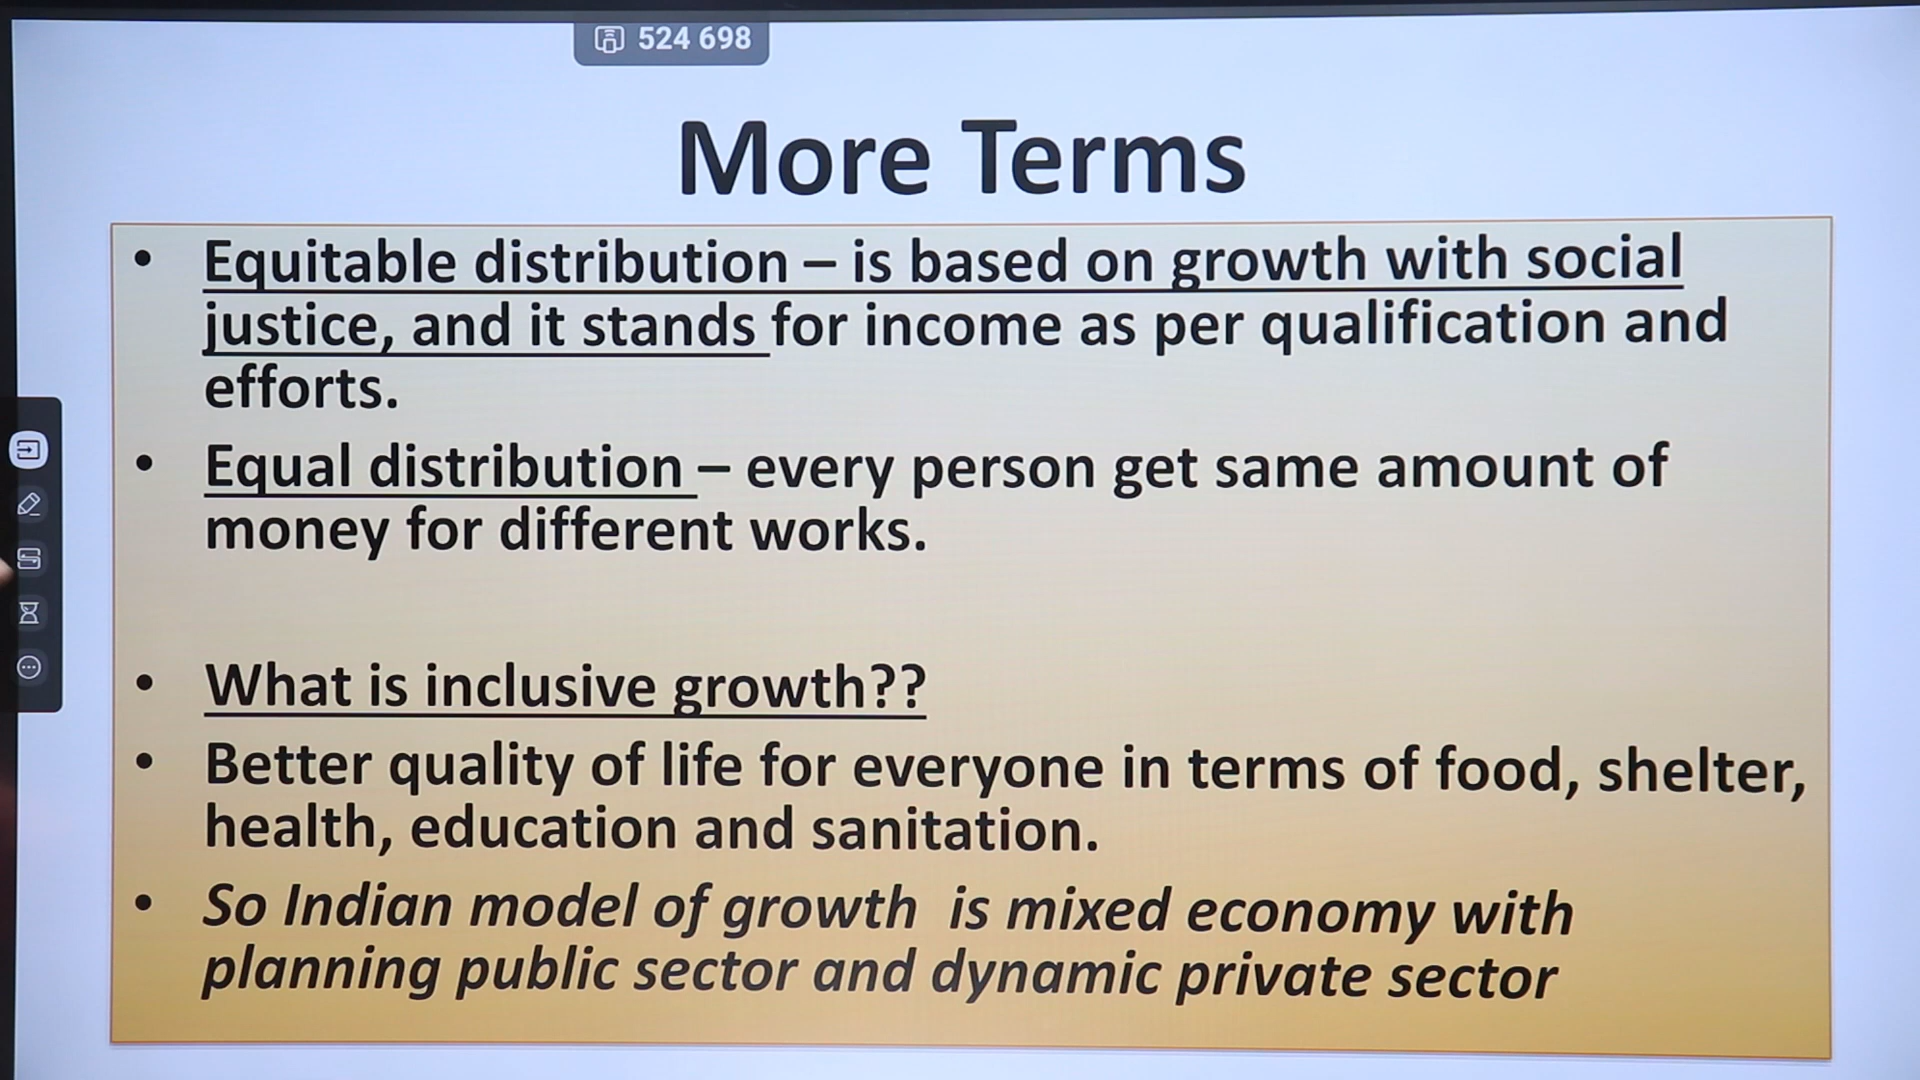 524 698
More Terms
• Equitable distribution – is based on growth with social
justice, and it stands for income as per qualification and
efforts.
• Equal distribution – every person get same amount of
money for different works.
• What is inclusive growth??
• Better quality of life for everyone in terms of food, shelter,
health, education and sanitation.
• So Indian model of growth is mixed economy with
planning public sector and dynamic private sector